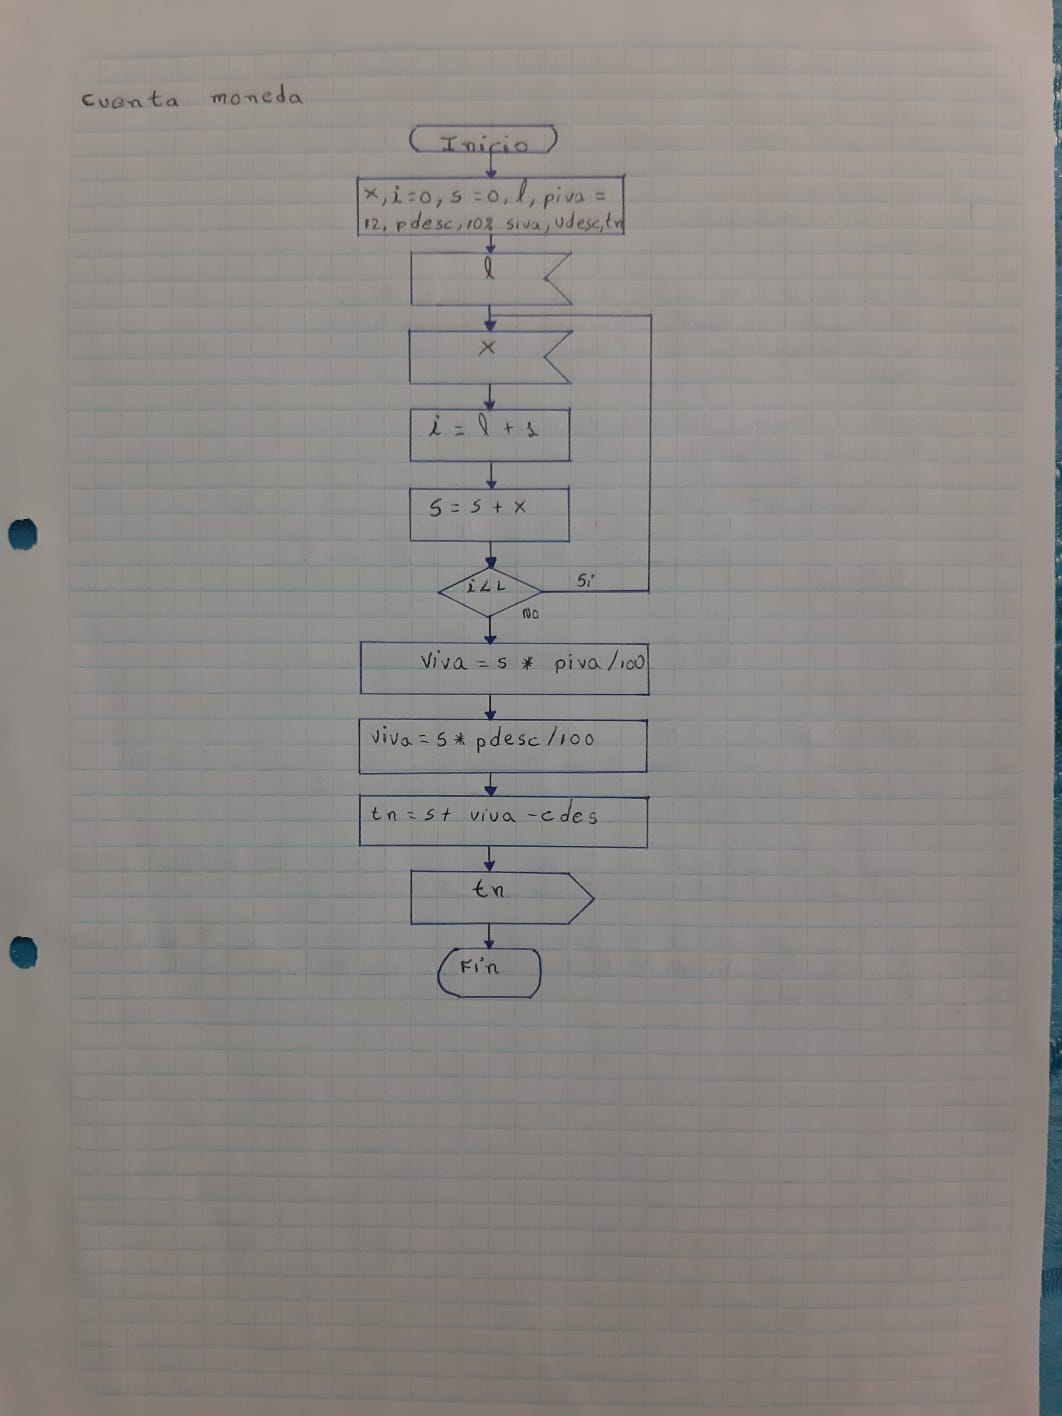 cuenta moneda
Inicio
x, i=0, s=0, l, piva =
12, pdesc, 10% siva, vdesc, tn
l
x
i = l + 1
s = s + x
i<L
Si
No
viva = s * piva/100
viva = s * pdesc/100
tn = s + viva - cdes
tn
Fin